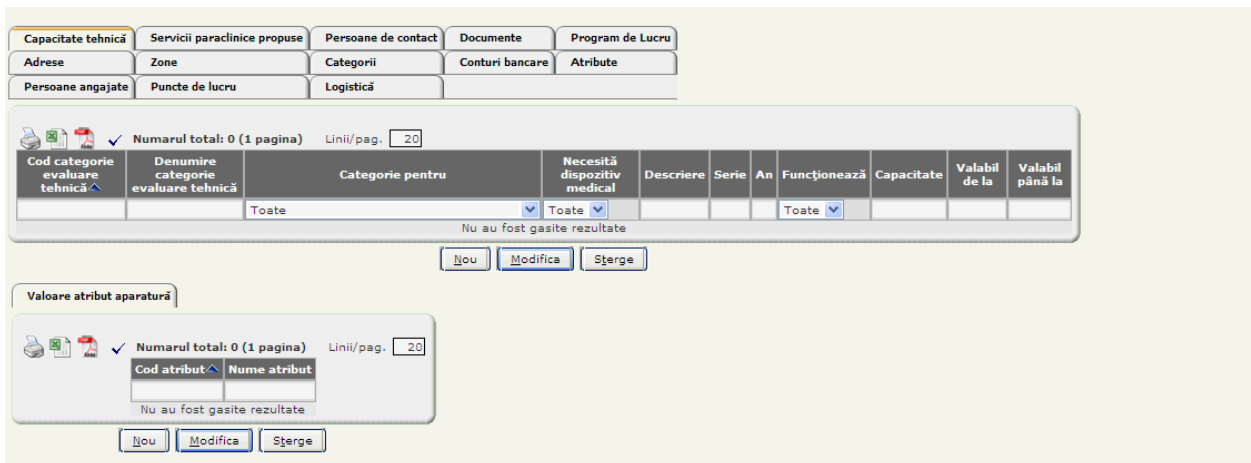 Capacitate tehnică Servicii paraclinice propuse Persoane de contact Documente Program de Lucru
Adrese Zone Categorii Conturi bancare Atribute
Persoane angajate Puncte de lucru Logistică
Numarul total: 0 (1 pagina) Linii/pag. 20
Cod categorie evaluare tehnică Denumire categorie evaluare tehnică Categorie pentru Necesită dispozitiv medical Descriere Serie An Funcţionează Capacitate Valabil de la Valabil până la
Toate Toate Toate
Nu au fost gasite rezultate
Nou Modifica Sterge
Valoare atribut aparatură
Numarul total: 0 (1 pagina) Linii/pag. 20
Cod atribut Nume atribut
Nu au fost gasite rezultate
Nou Modifica Sterge